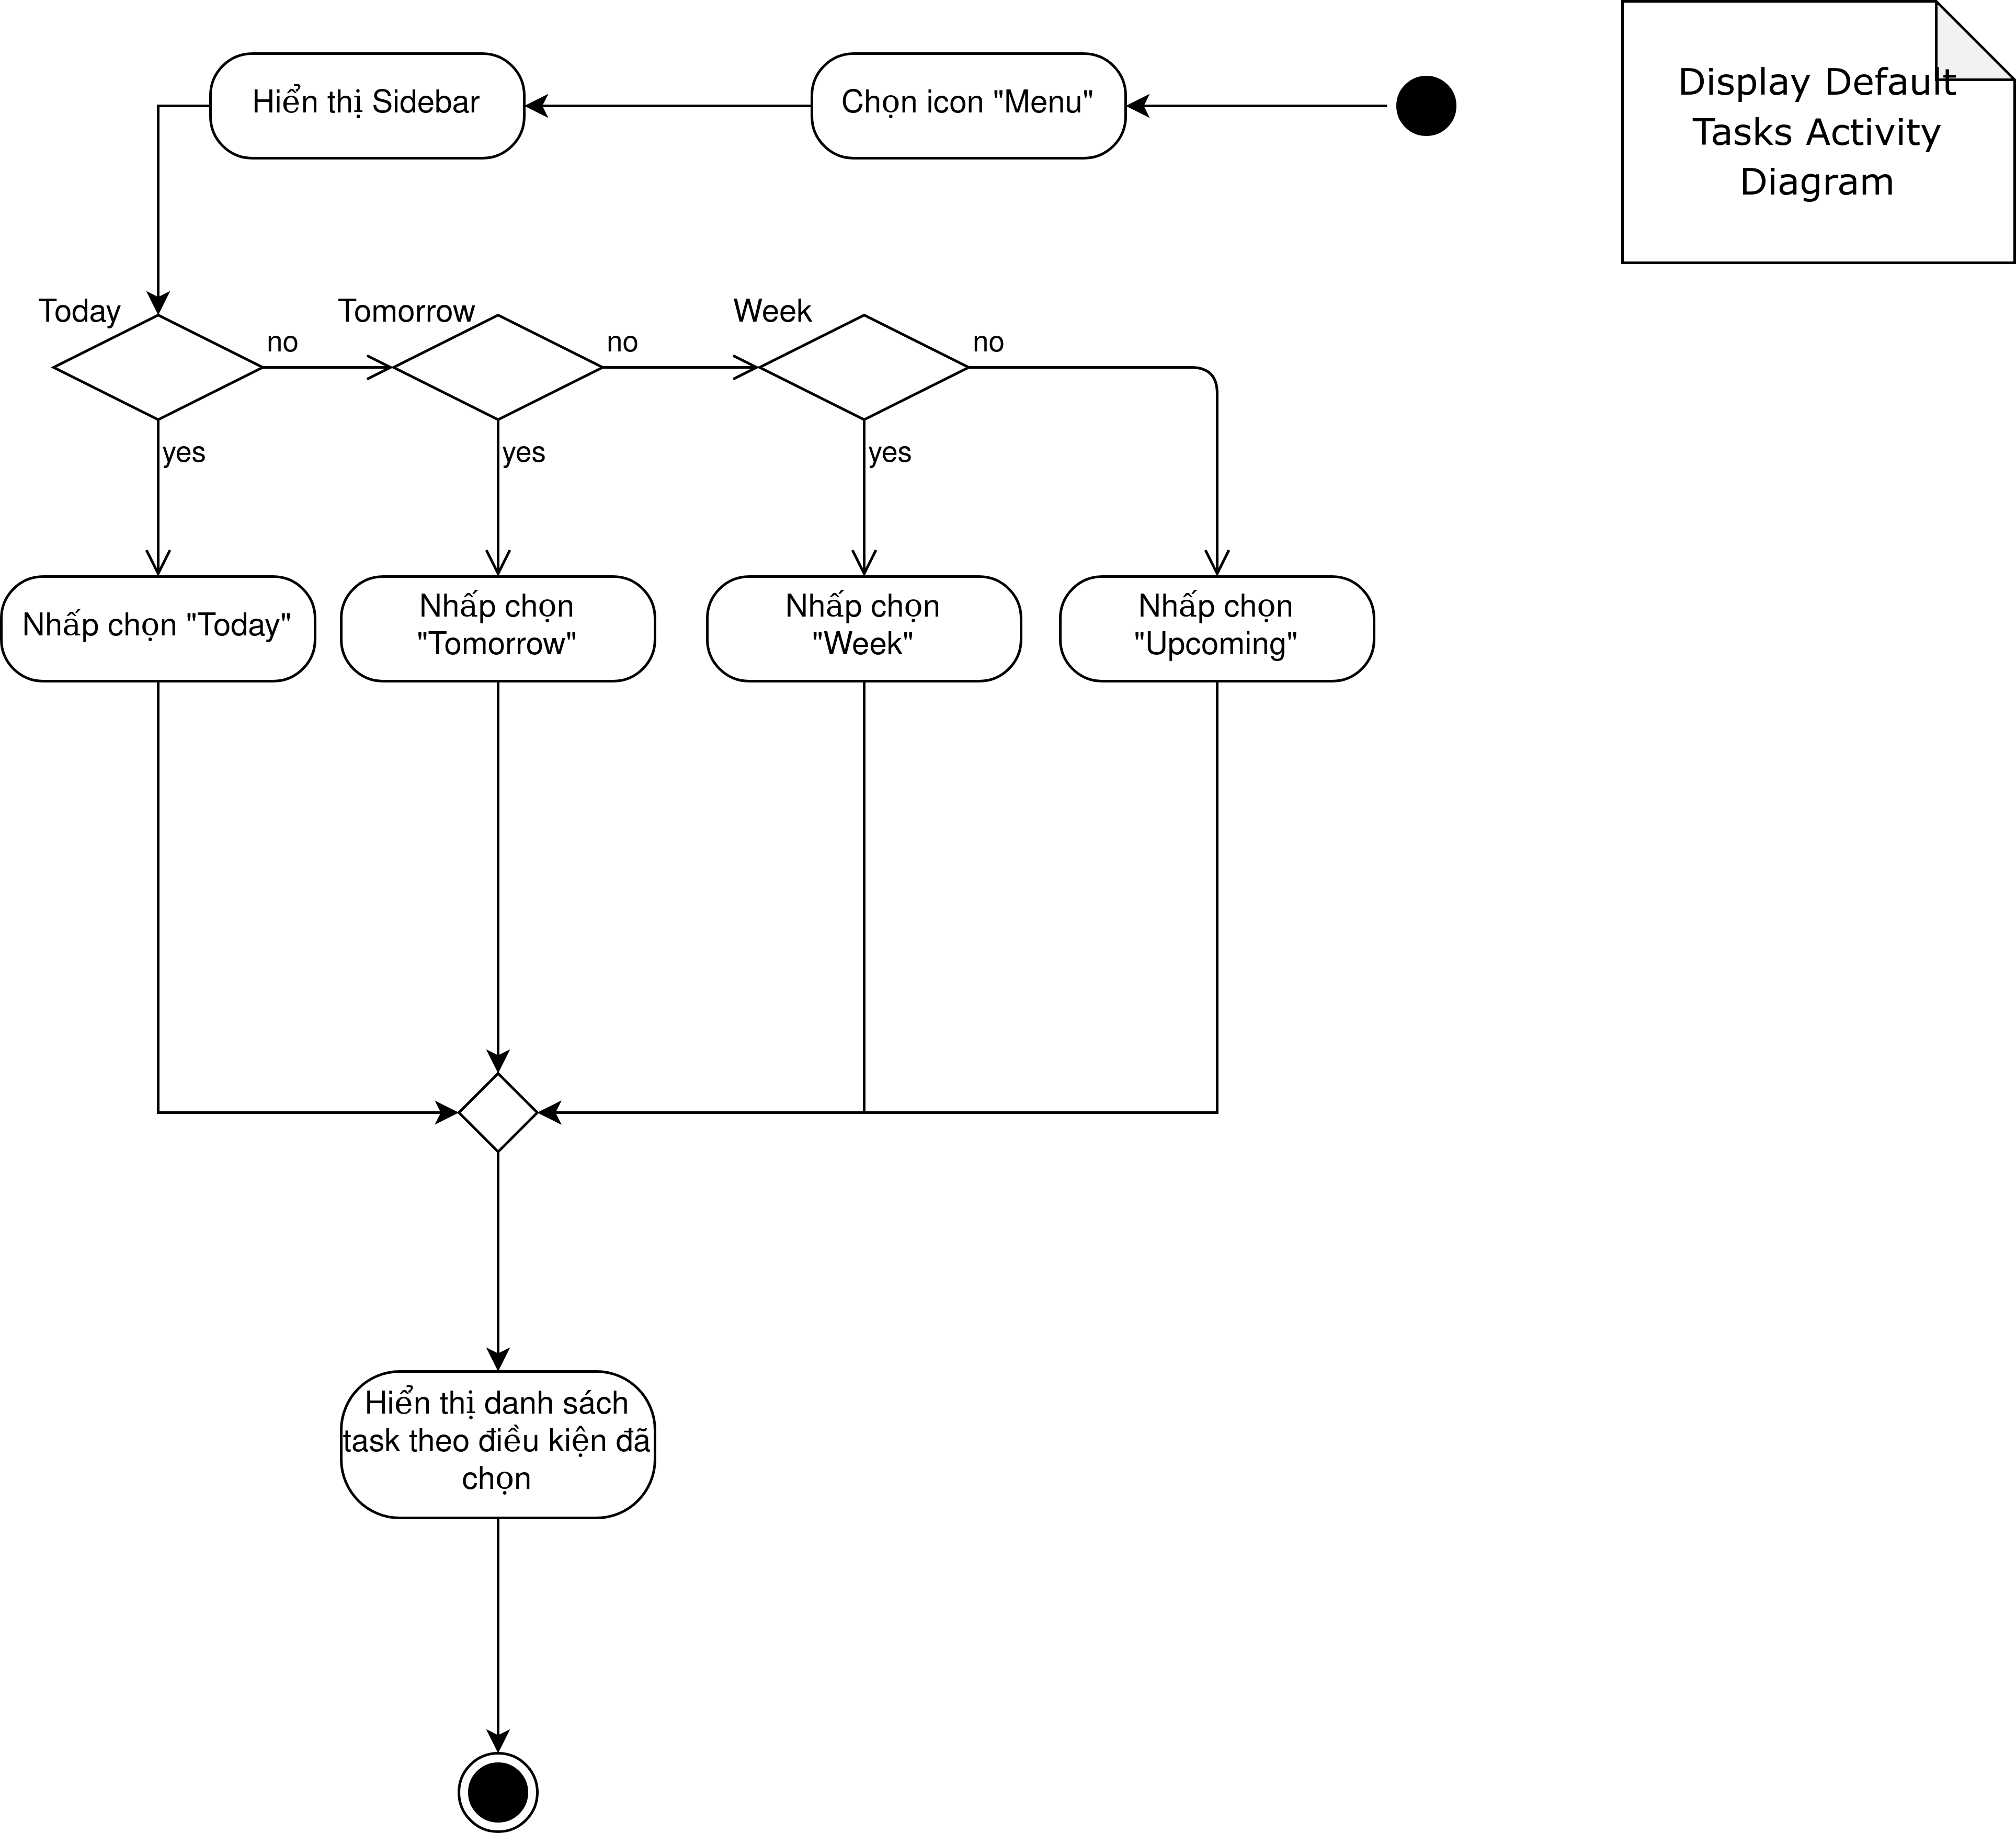 Hiển thị Sidebar
Chọn icon "Menu"
Display Default
Tasks Activity
Diagram
Today
no
Tomorrow
no
Week
no
yes
yes
yes
Nhấp chọn "Today"
Nhấp chọn
"Tomorrow"
Nhấp chọn
"Week"
Nhấp chọn
"Upcoming"
Hiển thị danh sách
task theo điều kiện đã
chọn